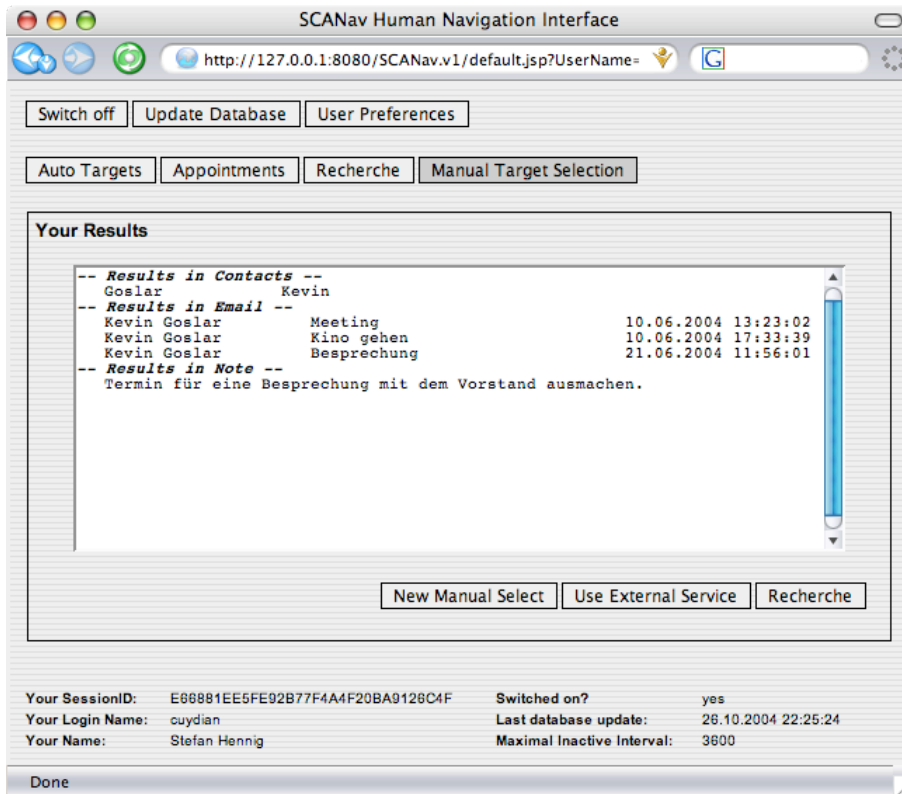 SCANav Human Navigation Interface
http://127.0.0.1:8080/SCANav.v1/default.jsp?UserName=
G
Switch off Update Database User Preferences
Auto Targets Appointments Recherche Manual Target Selection
Your Results
-- Results in Contacts --
Goslar Kevin
-- Results in Email --
Kevin Goslar Meeting 10.06.2004 13:23:02
Kevin Goslar Kino gehen 10.06.2004 17:33:39
Kevin Goslar Besprechung 21.06.2004 11:56:01
-- Results in Note --
Termin für eine Besprechung mit dem Vorstand ausmachen.
New Manual Select Use External Service Recherche
Your SessionID: E66881EE5FE92B77F4A4F20BA9126C4F Switched on? yes
Your Login Name: cuydian Last database update: 26.10.2004 22:25:24
Your Name: Stefan Hennig Maximal Inactive Interval: 3600
Done